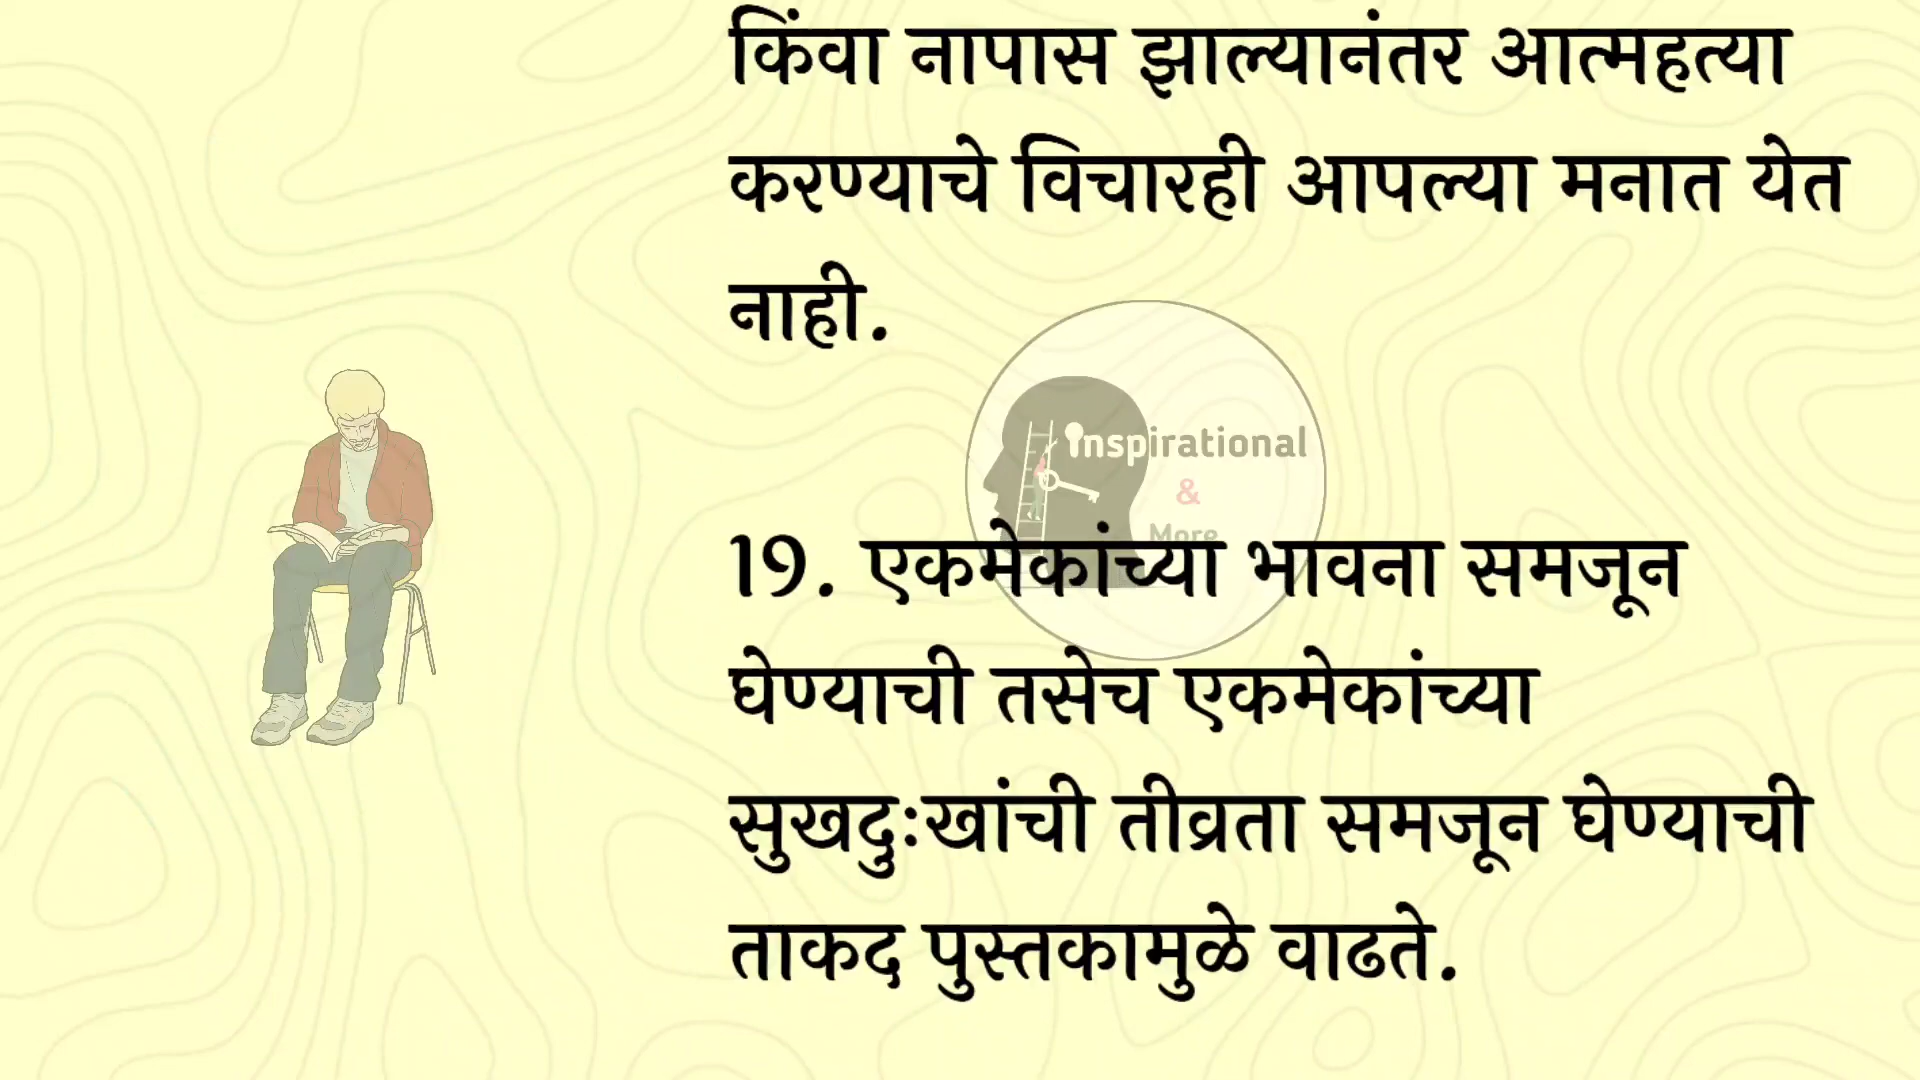 किंवा नापास झाल्यानंतर आत्महत्या
करण्याचे विचारही आपल्या मनात येत
नाही.
Inspirational
&
More
19. एकमेकांच्या भावना समजून
घेण्याची तसेच एकमेकांच्या
सुखदुःखांची तीव्रता समजून घेण्याची
ताकद पुस्तकामुळे वाढते.